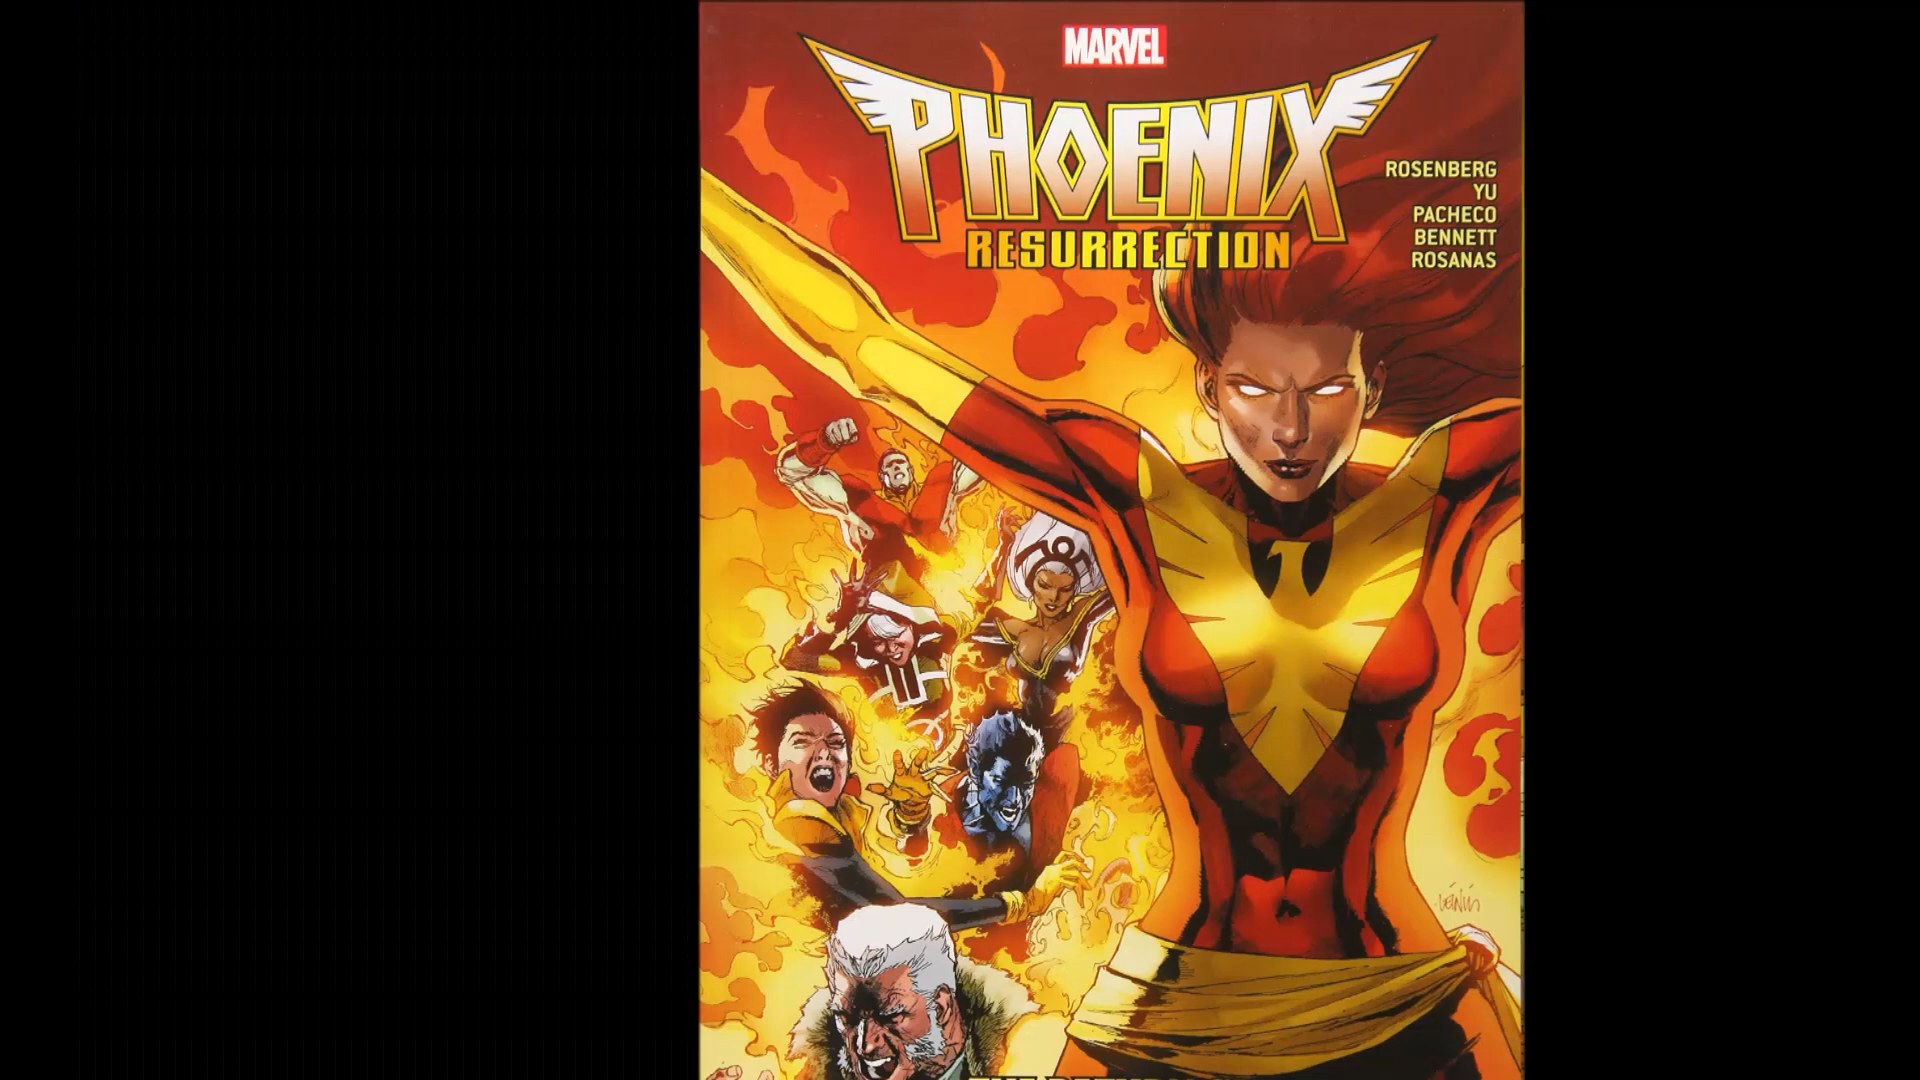 MARVEL
PHOENIX
RESURRECTION
ROSENBERG
YU
PACHECO
BENNETT
ROSANAS